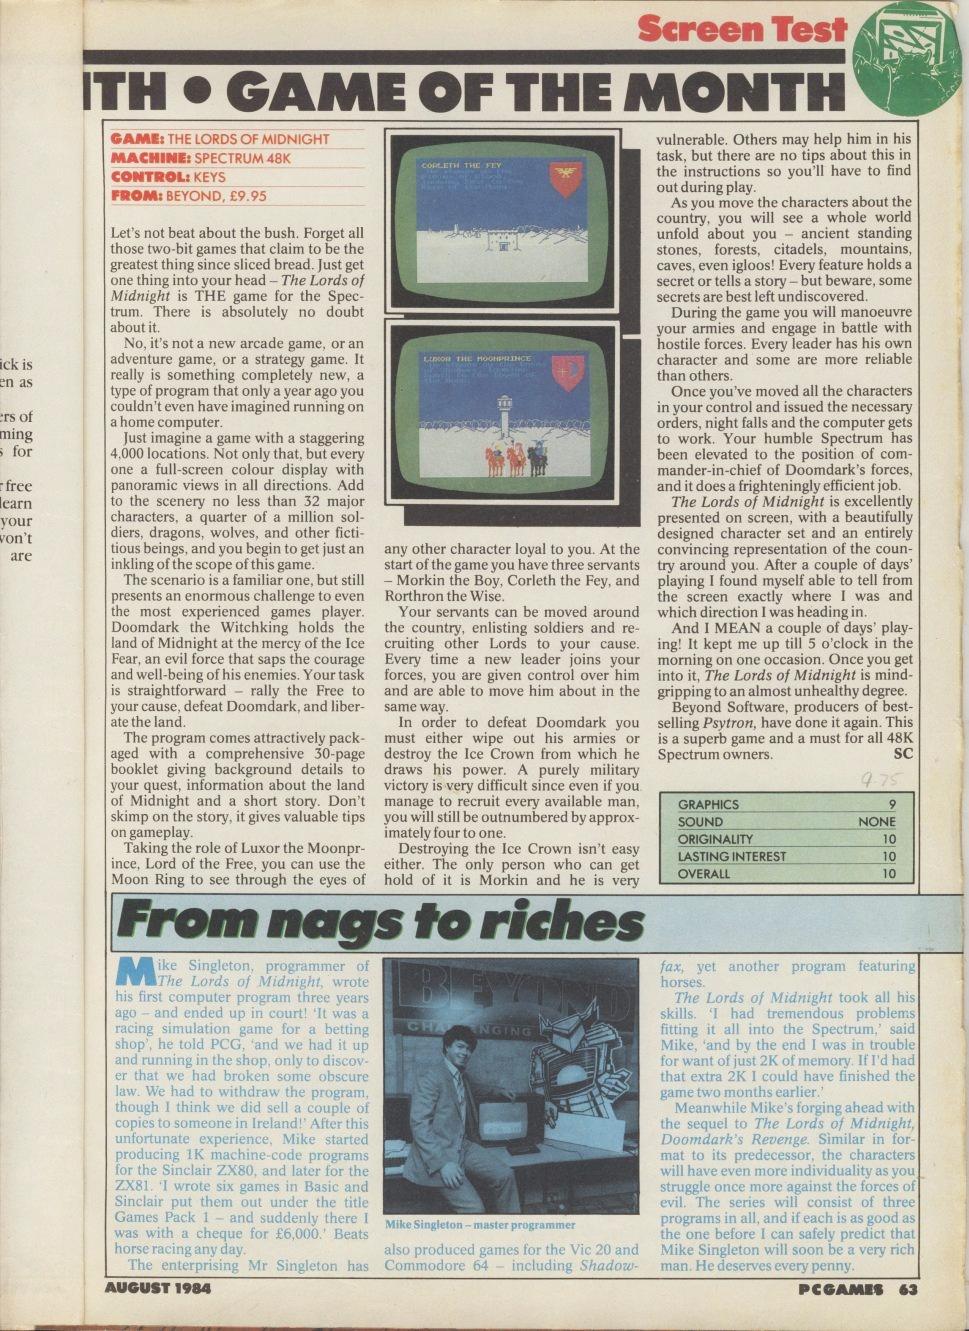 Screen Test
ITH • GAME OF THE MONTH
ick is
en as
ers of
ming
s for
r free
learn
your
von't
are
GAME: THE LORDS OF MIDNIGHT
MACHINE: SPECTRUM 48K
CONTROL: KEYS
FROM: BEYOND, £9.95
Let's not beat about the bush. Forget all
those two-bit games that claim to be the
greatest thing since sliced bread. Just get
one thing into your head – The Lords of
Midnight is THE game for the Spec-
trum. There is absolutely no doubt
about it.
No, it's not a new arcade game, or an
adventure game, or a strategy game. It
really is something completely new, a
type of program that only a year ago you
couldn't even have imagined running on
a home computer.
Just imagine a game with a staggering
4,000 locations. Not only that, but every
one a full-screen colour display with
panoramic views in all directions. Add
to the scenery no less than 32 major
characters, a quarter of a million sol-
diers, dragons, wolves, and other ficti-
tious beings, and you begin to get just an
inkling of the scope of this game.
The scenario is a familiar one, but still
presents an enormous challenge to even
the most experienced games player.
Doomdark the Witchking holds the
land of Midnight at the mercy of the Ice
Fear, an evil force that saps the courage
and well-being of his enemies. Your task
is straightforward – rally the Free to
your cause, defeat Doomdark, and liber-
ate the land.
The program comes attractively pack-
aged with a comprehensive 30-page
booklet giving background details to
your quest, information about the land
of Midnight and a short story. Don't
skimp on the story, it gives valuable tips
on gameplay.
Taking the role of Luxor the Moonpr-
ince, Lord of the Free, you can use the
Moon Ring to see through the eyes of
CORLETH THE FEY
LUXOR THE MOONPRINCE
any other character loyal to you. At the
start of the game you have three servants
– Morkin the Boy, Corleth the Fey, and
Rorthron the Wise.
Your servants can be moved around
the country, enlisting soldiers and re-
cruiting other Lords to your cause.
Every time a new leader joins your
forces, you are given control over him
and are able to move him about in the
same way.
In order to defeat Doomdark you
must either wipe out his armies or
destroy the Ice Crown from which he
draws his power. A purely military
victory is very difficult since even if you
manage to recruit every available man,
you will still be outnumbered by approx-
imately four to one.
Destroying the Ice Crown isn't easy
either. The only person who can get
hold of it is Morkin and he is very
vulnerable. Others may help him in his
task, but there are no tips about this in
the instructions so you'll have to find
out during play.
As you move the characters about the
country, you will see a whole world
unfold about you – ancient standing
stones, forests, citadels, mountains,
caves, even igloos! Every feature holds a
secret or tells a story – but beware, some
secrets are best left undiscovered.
During the game you will manoeuvre
your armies and engage in battle with
hostile forces. Every leader has his own
character and some are more reliable
than others.
Once you've moved all the characters
in your control and issued the necessary
orders, night falls and the computer gets
to work. Your humble Spectrum has
been elevated to the position of com-
mander-in-chief of Doomdark's forces,
and it does a frighteningly efficient job.
The Lords of Midnight is excellently
presented on screen, with a beautifully
designed character set and an entirely
convincing representation of the coun-
try around you. After a couple of days'
playing I found myself able to tell from
the screen exactly where I was and
which direction I was heading in.
And I MEAN a couple of days' play-
ing! It kept me up till 5 o'clock in the
morning on one occasion. Once you get
into it, The Lords of Midnight is mind-
gripping to an almost unhealthy degree.
Beyond Software, producers of best-
selling Psytron, have done it again. This
is a superb game and a must for all 48K
Spectrum owners. SC
9.75
GRAPHICS 9
SOUND NONE
ORIGINALITY 10
LASTING INTEREST 10
OVERALL 10
From nags to riches
Mike Singleton, programmer of
The Lords of Midnight, wrote
his first computer program three years
ago – and ended up in court! 'It was a
racing simulation game for a betting
shop', he told PCG, 'and we had it up
and running in the shop, only to discov-
er that we had broken some obscure
law. We had to withdraw the program,
though I think we did sell a couple of
copies to someone in Ireland!' After this
unfortunate experience, Mike started
producing 1K machine-code programs
for the Sinclair ZX80, and later for the
ZX81. 'I wrote six games in Basic and
Sinclair put them out under the title
Games Pack 1 – and suddenly there I
was with a cheque for £6,000.' Beats
horse racing any day.
The enterprising Mr Singleton has
BEYOND
CHALLENGING
Mike Singleton – master programmer
also produced games for the Vic 20 and
Commodore 64 – including Shadow-
fax, yet another program featuring
horses.
The Lords of Midnight took all his
skills. 'I had tremendous problems
fitting it all into the Spectrum,' said
Mike, 'and by the end I was in trouble
for want of just 2K of memory. If I'd had
that extra 2K I could have finished the
game two months earlier.'
Meanwhile Mike's forging ahead with
the sequel to The Lords of Midnight,
Doomdark's Revenge. Similar in for-
mat to its predecessor, the characters
will have even more individuality as you
struggle once more against the forces of
evil. The series will consist of three
programs in all, and if each is as good as
the one before I can safely predict that
Mike Singleton will soon be a very rich
man. He deserves every penny.
AUGUST 1984
PCGAMES 63